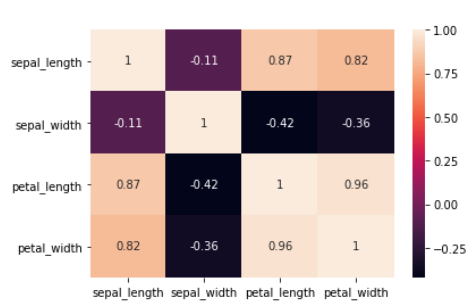 sepal_length 1 -0.11 0.87 0.82
sepal_width -0.11 1 -0.42 -0.36
petal_length 0.87 -0.42 1 0.96
petal_width 0.82 -0.36 0.96 1
sepal_length sepal_width petal_length petal_width
1.00
0.75
0.50
0.25
0.00
-0.25